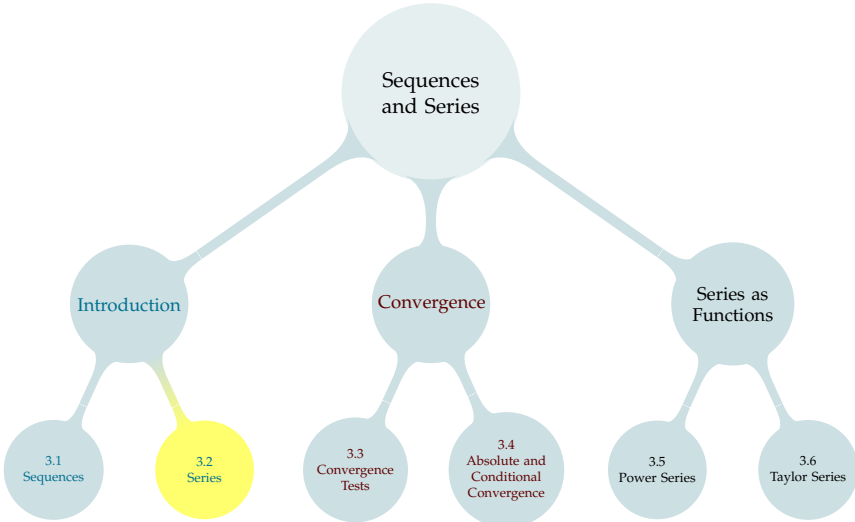 Sequences
and Series
Introduction
Convergence
Series as
Functions
3.1
Sequences
3.2
Series
3.3
Convergence
Tests
3.4
Absolute and
Conditional
Convergence
3.5
Power Series
3.6
Taylor Series